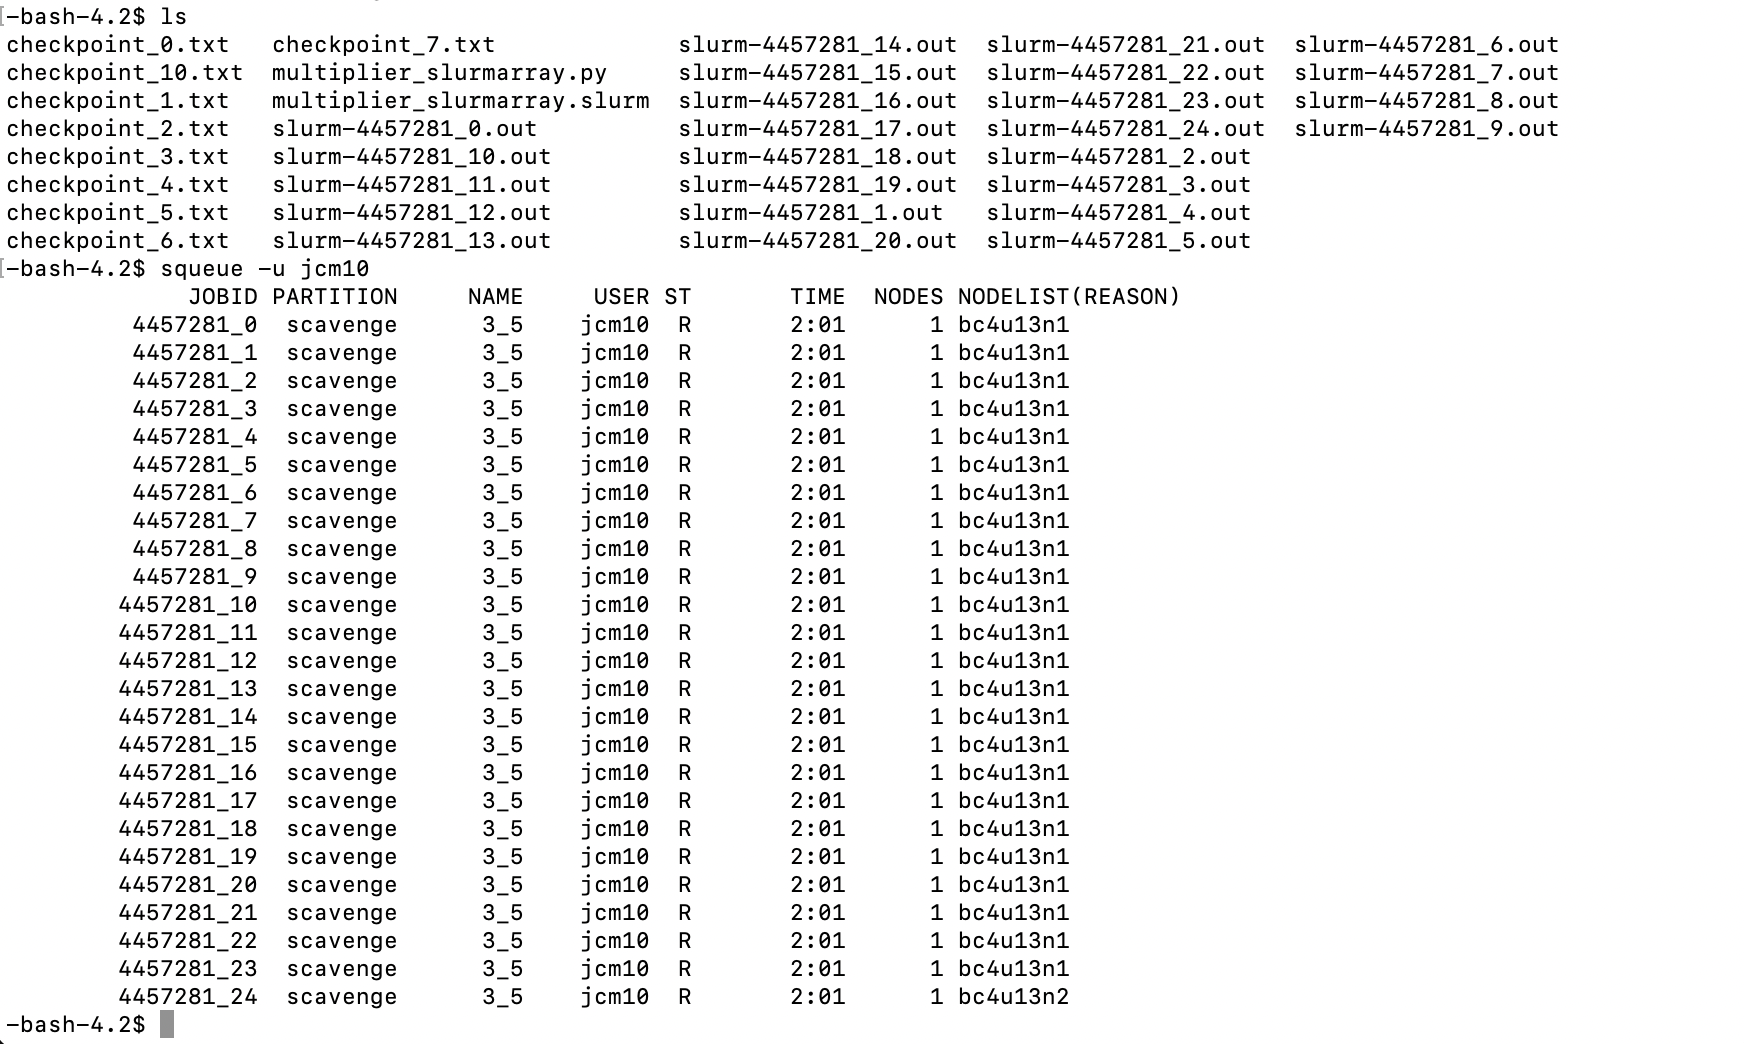 -bash-4.2$ ls
checkpoint_0.txt   checkpoint_7.txt             slurm-4457281_14.out  slurm-4457281_21.out  slurm-4457281_6.out
checkpoint_10.txt  multiplier_slurmarray.py     slurm-4457281_15.out  slurm-4457281_22.out  slurm-4457281_7.out
checkpoint_1.txt   multiplier_slurmarray.slurm  slurm-4457281_16.out  slurm-4457281_23.out  slurm-4457281_8.out
checkpoint_2.txt   slurm-4457281_0.out          slurm-4457281_17.out  slurm-4457281_24.out  slurm-4457281_9.out
checkpoint_3.txt   slurm-4457281_10.out         slurm-4457281_18.out  slurm-4457281_2.out
checkpoint_4.txt   slurm-4457281_11.out         slurm-4457281_19.out  slurm-4457281_3.out
checkpoint_5.txt   slurm-4457281_12.out         slurm-4457281_1.out   slurm-4457281_4.out
checkpoint_6.txt   slurm-4457281_13.out         slurm-4457281_20.out  slurm-4457281_5.out
-bash-4.2$ squeue -u jcm10
             JOBID PARTITION     NAME     USER ST       TIME  NODES NODELIST(REASON)
         4457281_0  scavenge      3_5    jcm10  R       2:01      1 bc4u13n1
         4457281_1  scavenge      3_5    jcm10  R       2:01      1 bc4u13n1
         4457281_2  scavenge      3_5    jcm10  R       2:01      1 bc4u13n1
         4457281_3  scavenge      3_5    jcm10  R       2:01      1 bc4u13n1
         4457281_4  scavenge      3_5    jcm10  R       2:01      1 bc4u13n1
         4457281_5  scavenge      3_5    jcm10  R       2:01      1 bc4u13n1
         4457281_6  scavenge      3_5    jcm10  R       2:01      1 bc4u13n1
         4457281_7  scavenge      3_5    jcm10  R       2:01      1 bc4u13n1
         4457281_8  scavenge      3_5    jcm10  R       2:01      1 bc4u13n1
         4457281_9  scavenge      3_5    jcm10  R       2:01      1 bc4u13n1
        4457281_10  scavenge      3_5    jcm10  R       2:01      1 bc4u13n1
        4457281_11  scavenge      3_5    jcm10  R       2:01      1 bc4u13n1
        4457281_12  scavenge      3_5    jcm10  R       2:01      1 bc4u13n1
        4457281_13  scavenge      3_5    jcm10  R       2:01      1 bc4u13n1
        4457281_14  scavenge      3_5    jcm10  R       2:01      1 bc4u13n1
        4457281_15  scavenge      3_5    jcm10  R       2:01      1 bc4u13n1
        4457281_16  scavenge      3_5    jcm10  R       2:01      1 bc4u13n1
        4457281_17  scavenge      3_5    jcm10  R       2:01      1 bc4u13n1
        4457281_18  scavenge      3_5    jcm10  R       2:01      1 bc4u13n1
        4457281_19  scavenge      3_5    jcm10  R       2:01      1 bc4u13n1
        4457281_20  scavenge      3_5    jcm10  R       2:01      1 bc4u13n1
        4457281_21  scavenge      3_5    jcm10  R       2:01      1 bc4u13n1
        4457281_22  scavenge      3_5    jcm10  R       2:01      1 bc4u13n1
        4457281_23  scavenge      3_5    jcm10  R       2:01      1 bc4u13n1
        4457281_24  scavenge      3_5    jcm10  R       2:01      1 bc4u13n2
-bash-4.2$